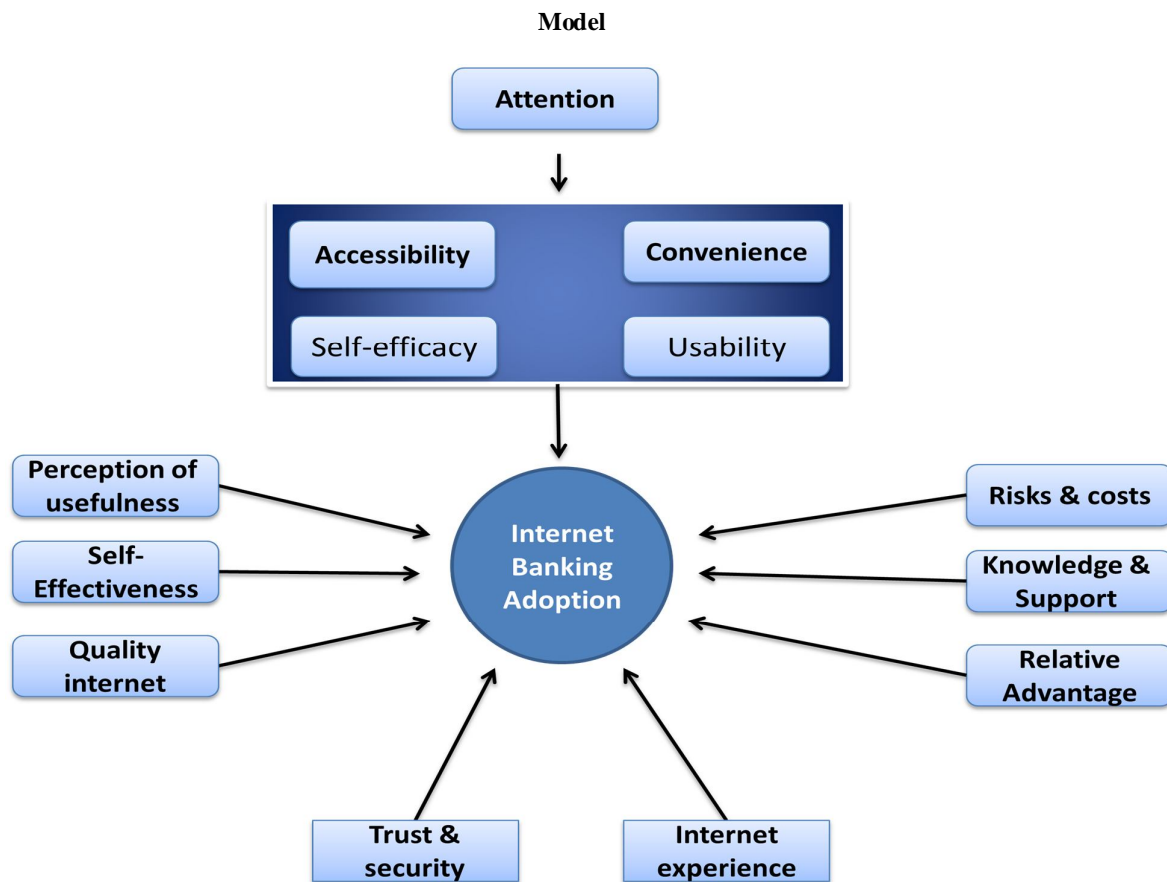 Model
Attention
Accessibility
Convenience
Self-efficacy
Usability
Perception of
usefulness
Self-
Effectiveness
Quality
internet
Internet
Banking
Adoption
Risks & costs
Knowledge &
Support
Relative
Advantage
Trust &
security
Internet
experience